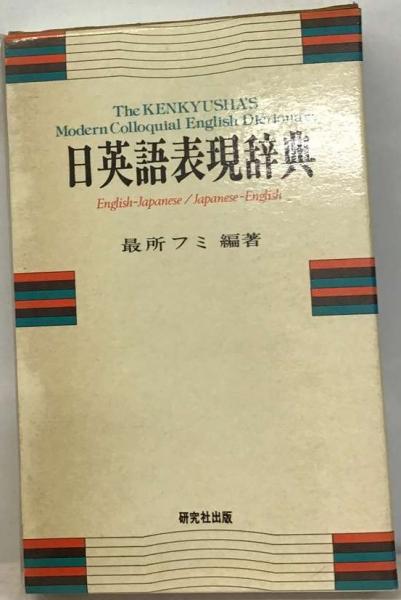 The KENKYUSHA'S
Modern Colloquial English Dictionary
日英語表現辞典
English-Japanese / Japanese-English
最所フミ 編著
研究社出版